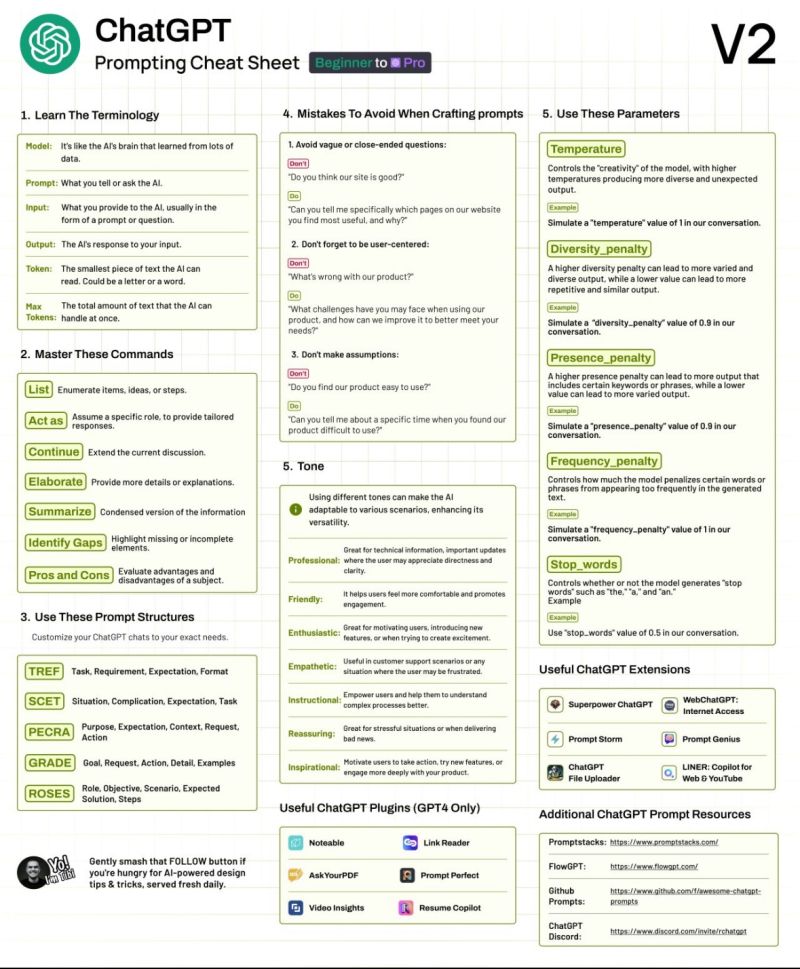 ChatGPT
Prompting Cheat Sheet
Beginner to Pro
V2
1. Learn The Terminology
Model: It's like the AI's brain that learned from lots of
data.
Prompt: What you tell or ask the AI.
Input: What you provide to the AI, usually in the
form of a prompt or question.
Output: The AI's response to your input.
Token: The smallest piece of text the AI can
read. Could be a letter or a word.
Max Tokens: The total amount of text that the AI can
handle at once.
2. Master These Commands
List Enumerate items, ideas, or steps.
Act as Assume a specific role, to provide tailored
responses.
Continue Extend the current discussion.
Elaborate Provide more details or explanations.
Summarize Condensed version of the information
Identify Gaps Highlight missing or incomplete
elements.
Pros and Cons Evaluate advantages and
disadvantages of a subject.
3. Use These Prompt Structures
Customize your ChatGPT chats to your exact needs.
TREF Task, Requirement, Expectation, Format
SCET Situation, Complication, Expectation, Task
PECRA Purpose, Expectation, Context, Request,
Action
GRADE Goal, Request, Action, Detail, Examples
ROSES Role, Objective, Scenario, Expected
Solution, Steps
Yo!
I'm Tibi
Gently smash that FOLLOW button if
you're hungry for AI-powered design
tips & tricks, served fresh daily.
4. Mistakes To Avoid When Crafting prompts
1. Avoid vague or close-ended questions:
Don't
"Do you think our site is good?"
Do
"Can you tell me specifically which pages on our website
you find most useful, and why?"
2. Don't forget to be user-centered:
Don't
"What's wrong with our product?"
Do
"What challenges have you may face when using our
product, and how can we improve it to better meet your
needs?"
3. Don't make assumptions:
Don't
"Do you find our product easy to use?"
Do
"Can you tell me about a specific time when you found our
product difficult to use?"
5. Tone
Using different tones can make the AI
adaptable to various scenarios, enhancing its
versatility.
Professional: Great for technical information, important updates
where the user may appreciate directness and
clarity.
Friendly: It helps users feel more comfortable and promotes
engagement.
Enthusiastic: Great for motivating users, introducing new
features, or when trying to create excitement.
Empathetic: Useful in customer support scenarios or any
situation where the user may be frustrated.
Instructional: Empower users and help them to understand
complex processes better.
Reassuring: Great for stressful situations or when delivering
bad news.
Inspirational: Motivate users to take action, try new features, or
engage more deeply with your product.
Useful ChatGPT Plugins (GPT4 Only)
Noteable
Link Reader
AskYourPDF
Prompt Perfect
Video Insights
Resume Copilot
5. Use These Parameters
Temperature
Controls the "creativity" of the model, with higher
temperatures producing more diverse and unexpected
output.
Example
Simulate a "temperature" value of 1 in our conversation.
Diversity_penalty
A higher diversity penalty can lead to more varied and
diverse output, while a lower value can lead to more
repetitive and similar output.
Example
Simulate a "diversity_penalty" value of 0.9 in our
conversation.
Presence_penalty
A higher presence penalty can lead to more output that
includes certain keywords or phrases, while a lower
value can lead to more varied output.
Example
Simulate a "presence_penalty" value of 0.9 in our
conversation.
Frequency_penalty
Controls how much the model penalizes certain words or
phrases from appearing too frequently in the generated
text.
Example
Simulate a "frequency_penalty" value of 1 in our
conversation.
Stop_words
Controls whether or not the model generates "stop
words" such as "the," "a," and "an."
Example
Example
Use "stop_words" value of 0.5 in our conversation.
Useful ChatGPT Extensions
Superpower ChatGPT
WebChatGPT:
Internet Access
Prompt Storm
Prompt Genius
ChatGPT
File Uploader
LINER: Copilot for
Web & YouTube
Additional ChatGPT Prompt Resources
Promptstacks: https://www.promptstacks.com/
FlowGPT: https://www.flowgpt.com/
Github Prompts: https://www.github.com/f/awesome-chatgpt-
prompts
ChatGPT Discord: https://www.discord.com/invite/rchatgpt